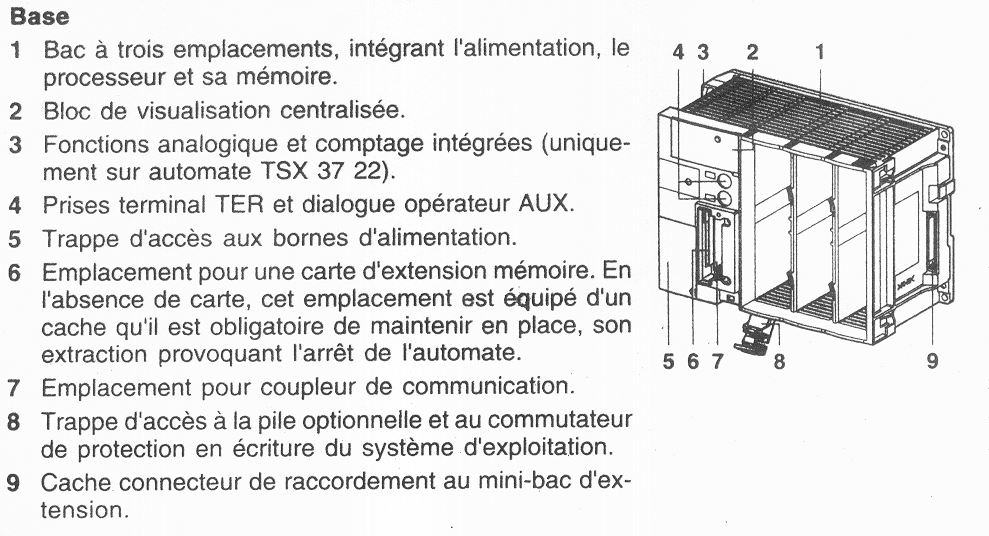 Base
1 Bac à trois emplacements, intégrant l'alimentation, le
processeur et sa mémoire.
2 Bloc de visualisation centralisée.
3 Fonctions analogique et comptage intégrées (unique-
ment sur automate TSX 37 22).
4 Prises terminal TER et dialogue opérateur AUX.
5 Trappe d'accès aux bornes d'alimentation.
6 Emplacement pour une carte d'extension mémoire. En
l'absence de carte, cet emplacement est équipé d'un
cache qu'il est obligatoire de maintenir en place, son
extraction provoquant l'arrêt de l'automate.
7 Emplacement pour coupleur de communication.
8 Trappe d'accès à la pile optionnelle et au commutateur
de protection en écriture du système d'exploitation.
9 Cache connecteur de raccordement au mini-bac d'ex-
tension.
4 3 2 1
5 6 7 8 9